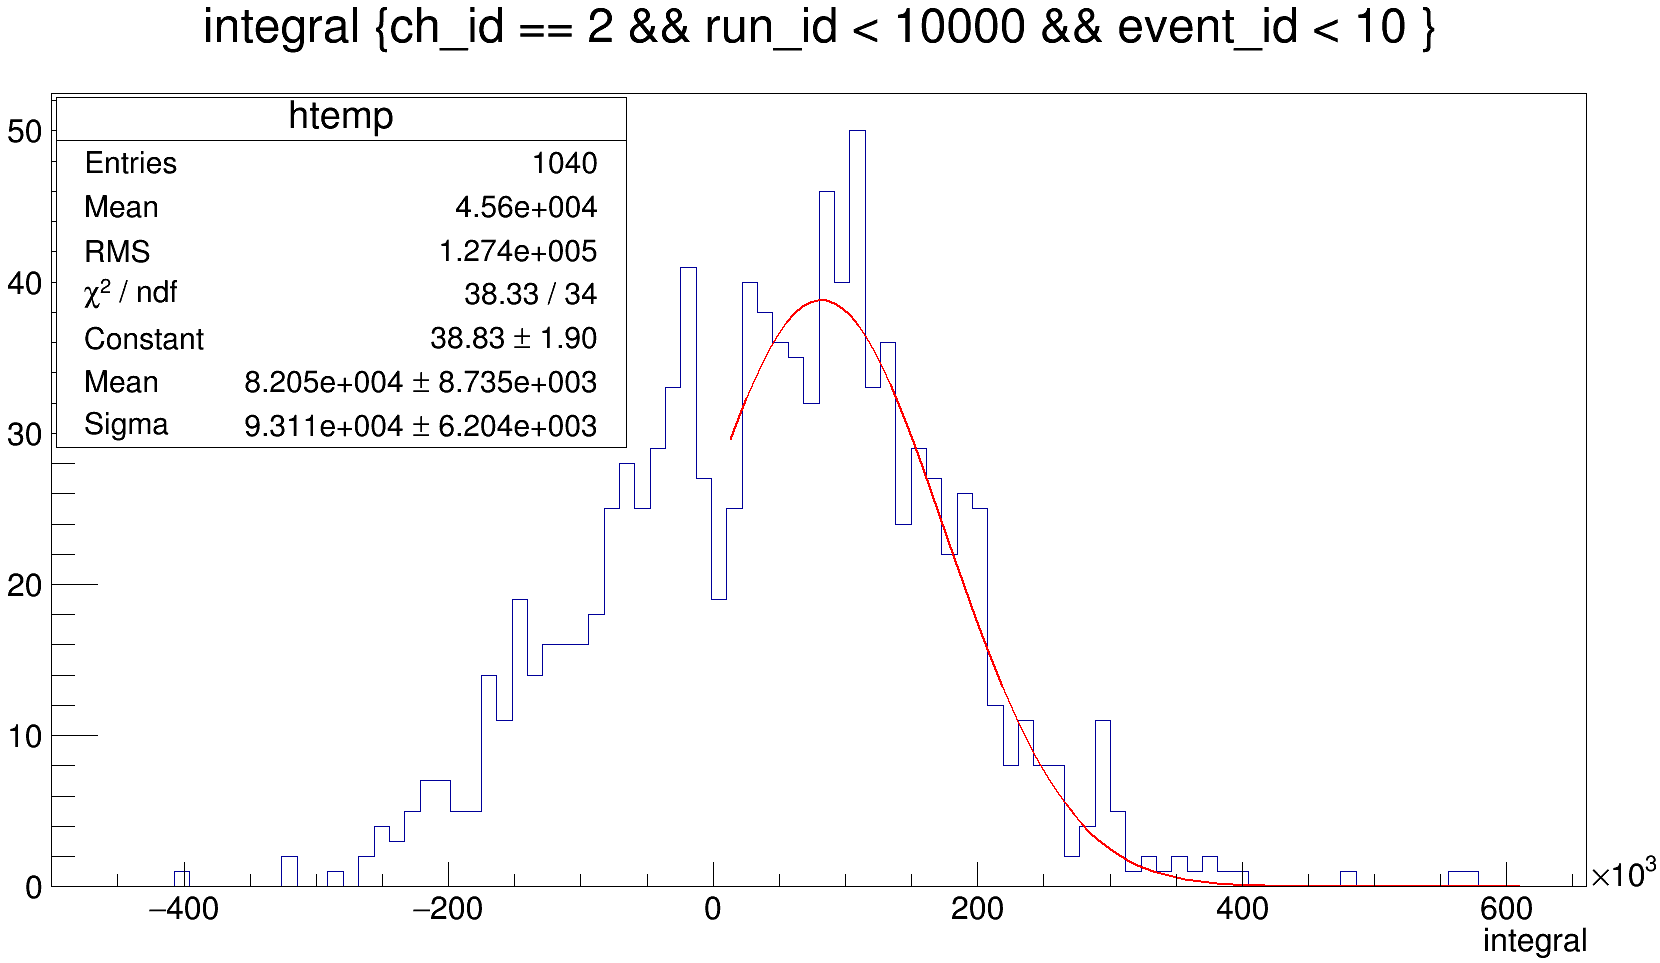 integral {ch_id == 2 && run_id < 10000 && event_id < 10 }
htemp
Entries 1040
Mean 4.56e+004
RMS 1.274e+005
χ² / ndf 38.33 / 34
Constant 38.83 ± 1.90
Mean 8.205e+004 ± 8.735e+003
Sigma 9.311e+004 ± 6.204e+003
50
40
30
20
10
0
−400 −200 0 200 400 600 ×10³
integral